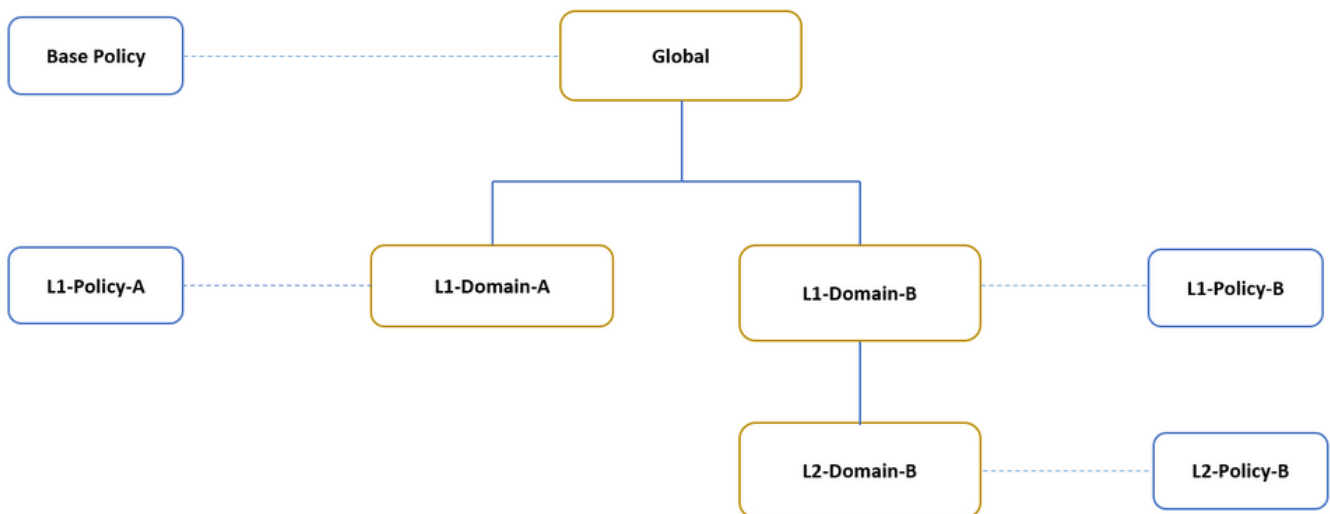 Base Policy
Global
L1-Policy-A
L1-Domain-A
L1-Domain-B
L1-Policy-B
L2-Domain-B
L2-Policy-B